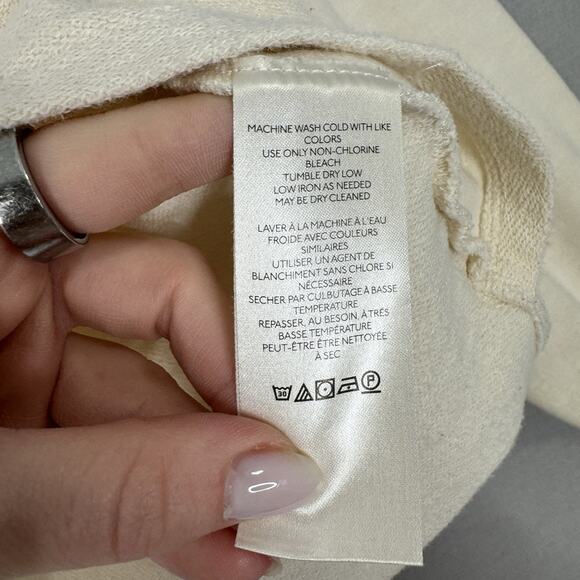 MACHINE WASH COLD WITH LIKE
COLORS
USE ONLY NON-CHLORINE
BLEACH
TUMBLE DRY LOW
LOW IRON AS NEEDED
MAY BE DRY CLEANED
LAVER À LA MACHINE À L'EAU
FROIDE AVEC COULEURS
SIMILAIRES
UTILISER UN AGENT DE
BLANCHIMENT SANS CHLORE SI
NÉCESSAIRE
SECHER PAR CULBUTAGE À BASSE
TEMPERATURE
REPASSER, AU BESOIN, À TRÉS
BASSE TEMPÉRATURE
PEUT-ÊTRE ÊTRE NETTOYÉE
À SEC
30 P